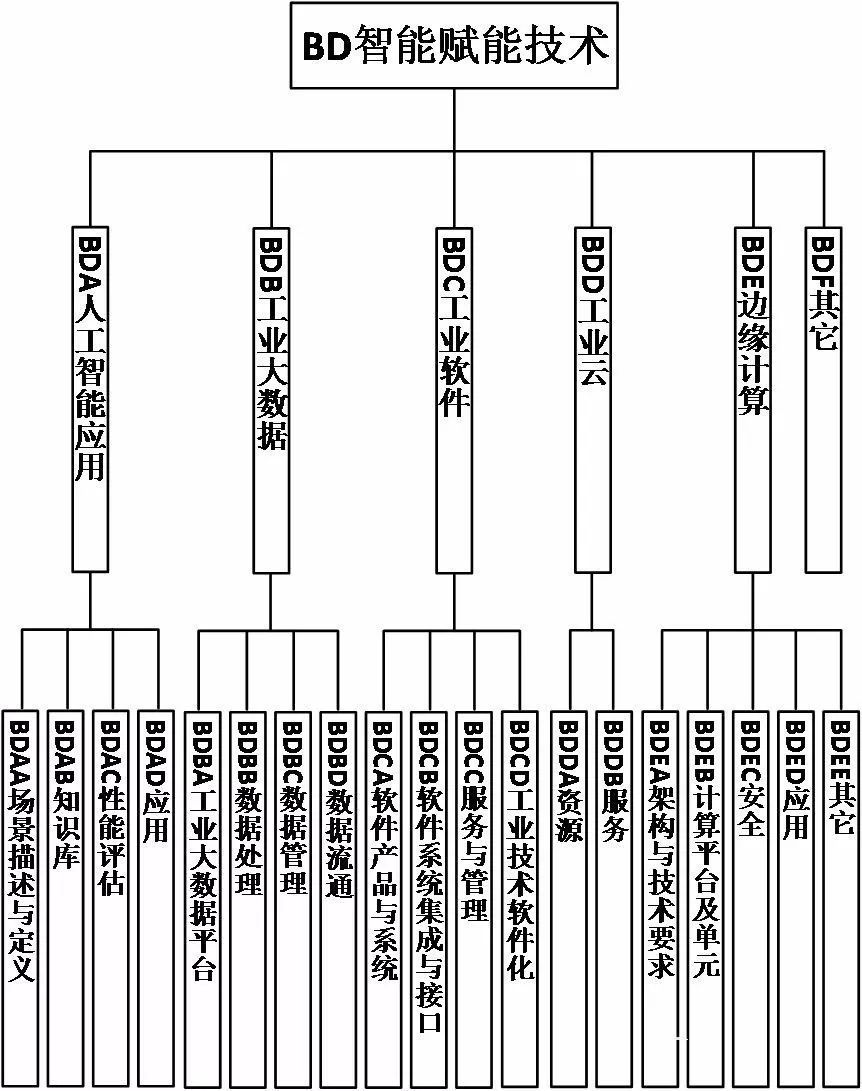 BD智能赋能技术
BDA人工智能应用
BDB工业大数据
BDC工业软件
BDD工业云
BDE边缘计算
BDF其它
BDAA场景描述与定义
BDAB知识库
BDAC性能评估
BDAD应用
BDBA工业大数据平台
BDBB数据处理
BDBC数据管理
BDBD数据流通
BDCA软件产品与系统
BDCB软件系统集成与接口
BDCC服务与管理
BDCD工业技术软件化
BDDA资源
BDDB服务
BDEA架构与技术要求
BDEB计算平台及单元
BDEC安全
BDED应用
BDEE其它